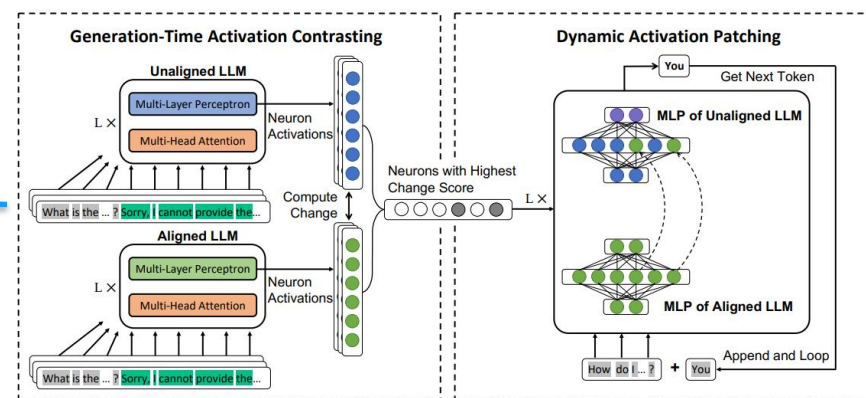 Generation-Time Activation Contrasting
Unaligned LLM
L ×
Multi-Layer Perceptron
Multi-Head Attention
Neuron
Activations
What is the ... ? Sorry, I cannot provide the...
Compute
Change
Aligned LLM
L ×
Multi-Layer Perceptron
Multi-Head Attention
Neuron
Activations
What is the ... ? Sorry, I cannot provide the...
Neurons with Highest
Change Score
Dynamic Activation Patching
You
Get Next Token
MLP of Unaligned LLM
L ×
MLP of Aligned LLM
How do I ... ? + You
Append and Loop